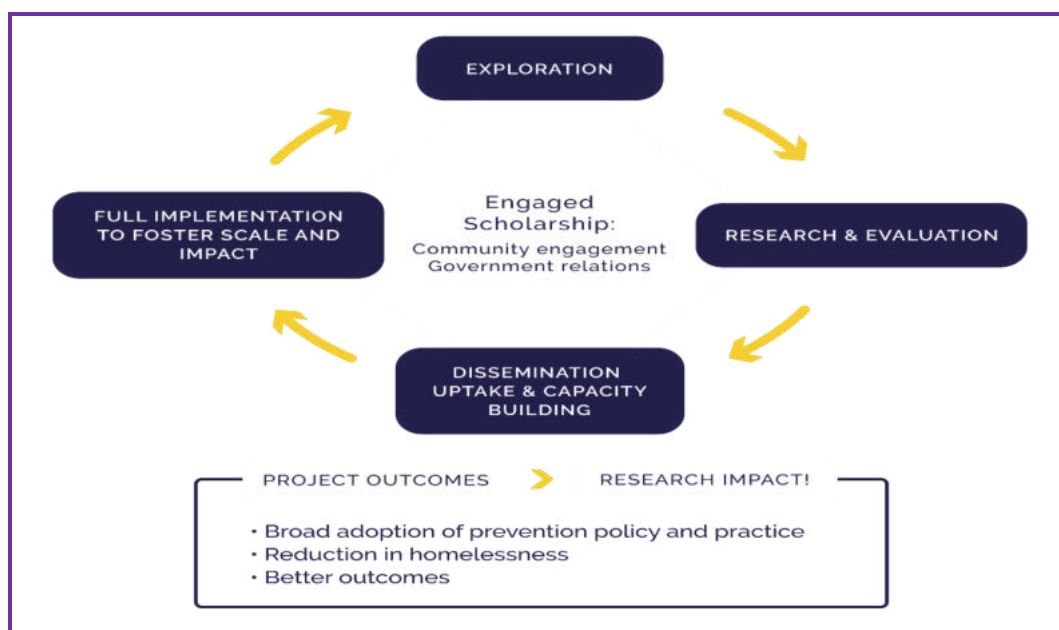 EXPLORATION
FULL IMPLEMENTATION
TO FOSTER SCALE AND
IMPACT
Engaged
Scholarship:
Community engagement
Government relations
RESEARCH & EVALUATION
DISSEMINATION
UPTAKE & CAPACITY
BUILDING
PROJECT OUTCOMES
RESEARCH IMPACT!
• Broad adoption of prevention policy and practice
• Reduction in homelessness
• Better outcomes